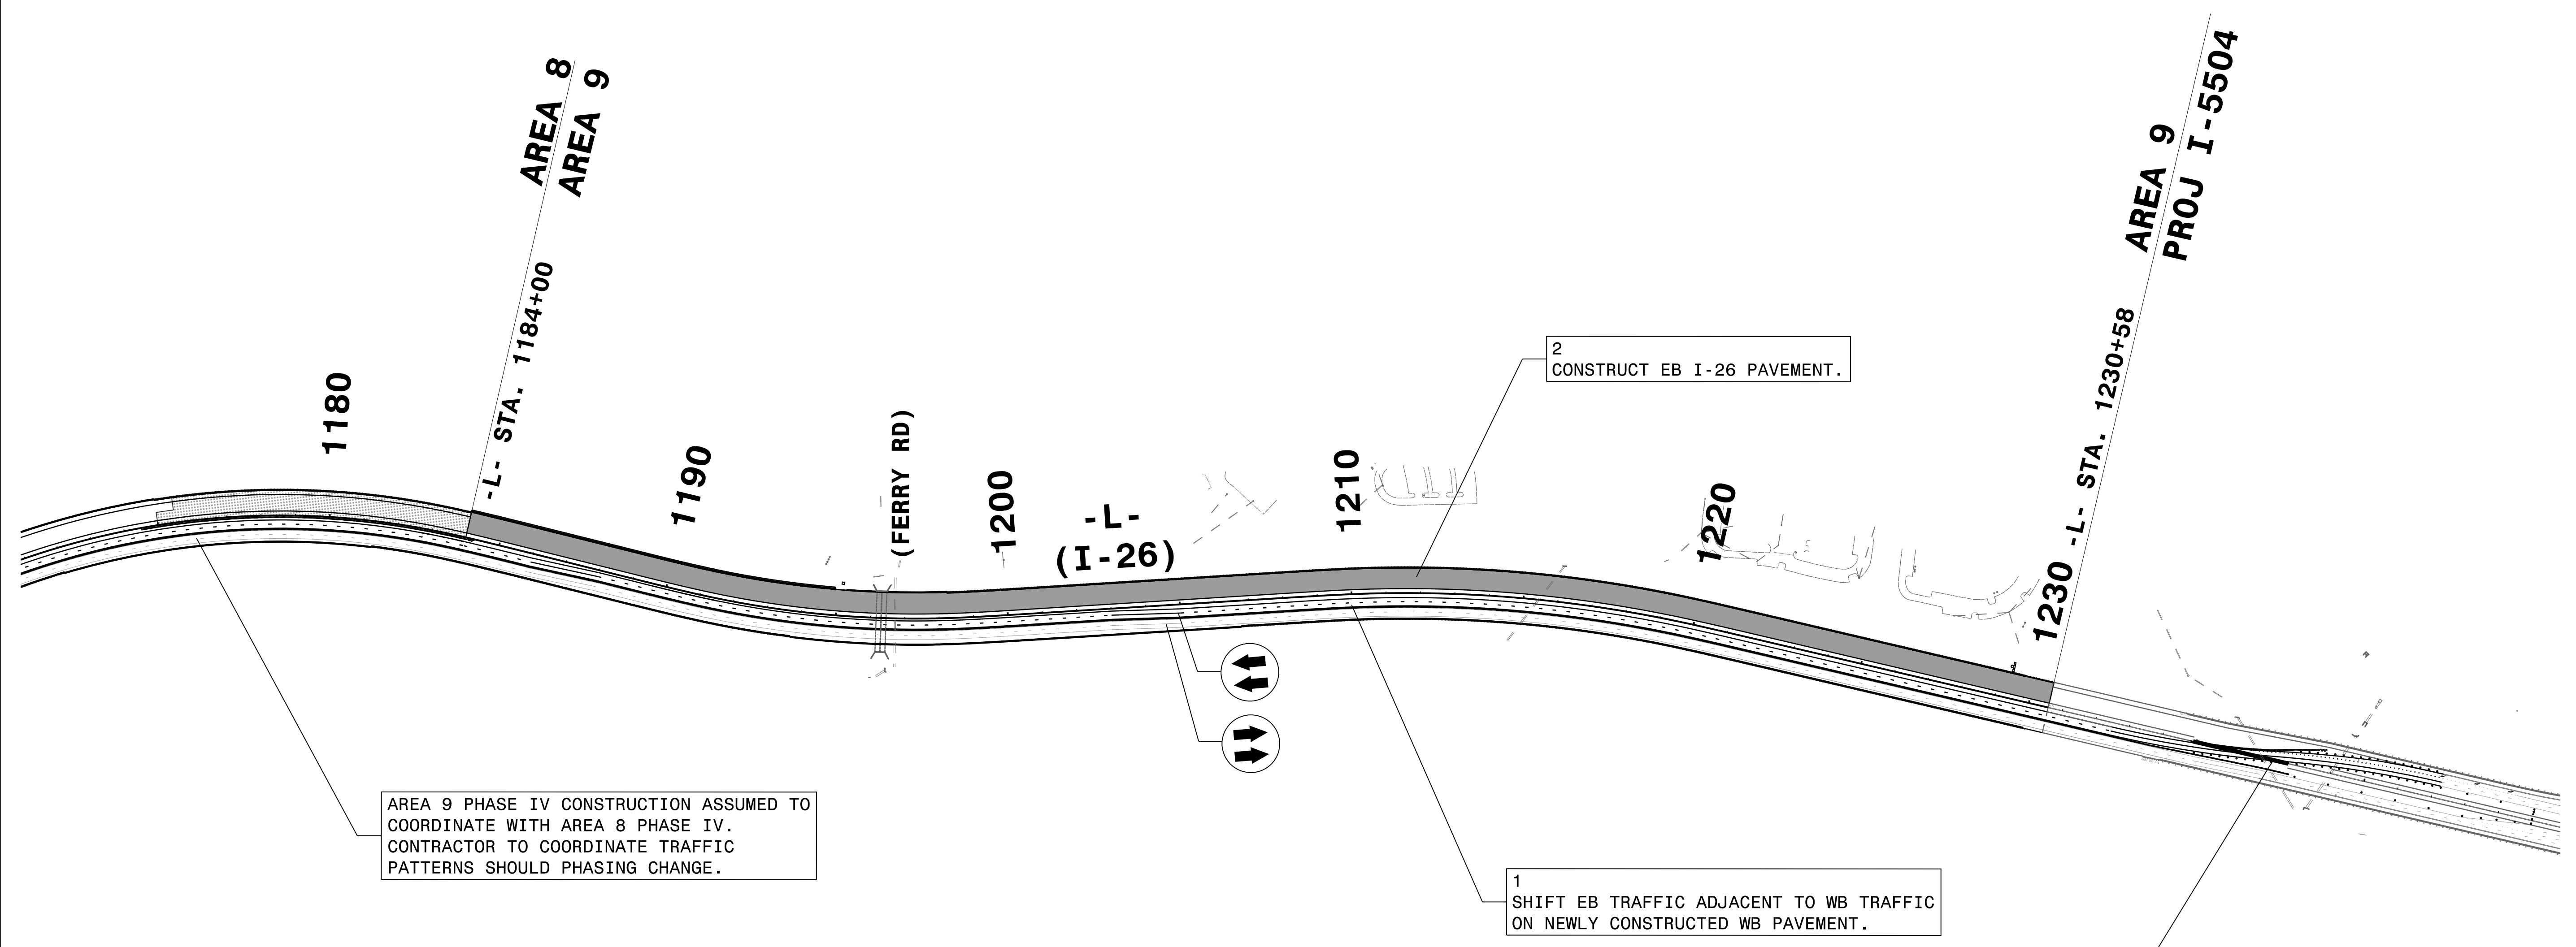 AREA 8
AREA 9
-L- STA. 1184+00
AREA 9
PROJ I-5504
-L- STA. 1230+58
1180
1190
(FERRY RD)
1200
-L-
(I-26)
1210
1220
1230
2
CONSTRUCT EB I-26 PAVEMENT.
AREA 9 PHASE IV CONSTRUCTION ASSUMED TO
COORDINATE WITH AREA 8 PHASE IV.
CONTRACTOR TO COORDINATE TRAFFIC
PATTERNS SHOULD PHASING CHANGE.
1
SHIFT EB TRAFFIC ADJACENT TO WB TRAFFIC
ON NEWLY CONSTRUCTED WB PAVEMENT.